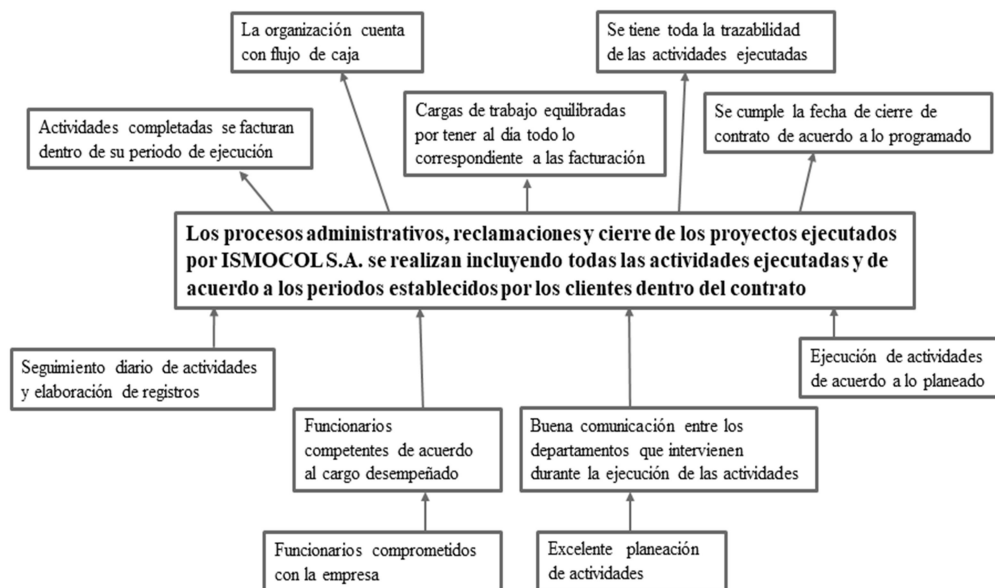 La organización cuenta
con flujo de caja
Se tiene toda la trazabilidad
de las actividades ejecutadas
Actividades completadas se facturan
dentro de su periodo de ejecución
Cargas de trabajo equilibradas
por tener al día todo lo
correspondiente a las facturación
Se cumple la fecha de cierre de
contrato de acuerdo a lo programado
Los procesos administrativos, reclamaciones y cierre de los proyectos ejecutados
por ISMOCOL S.A. se realizan incluyendo todas las actividades ejecutadas y de
acuerdo a los periodos establecidos por los clientes dentro del contrato
Seguimiento diario de actividades
y elaboración de registros
Ejecución de actividades
de acuerdo a lo planeado
Funcionarios
competentes de acuerdo
al cargo desempeñado
Buena comunicación entre los
departamentos que intervienen
durante la ejecución de las actividades
Funcionarios comprometidos
con la empresa
Excelente planeación
de actividades